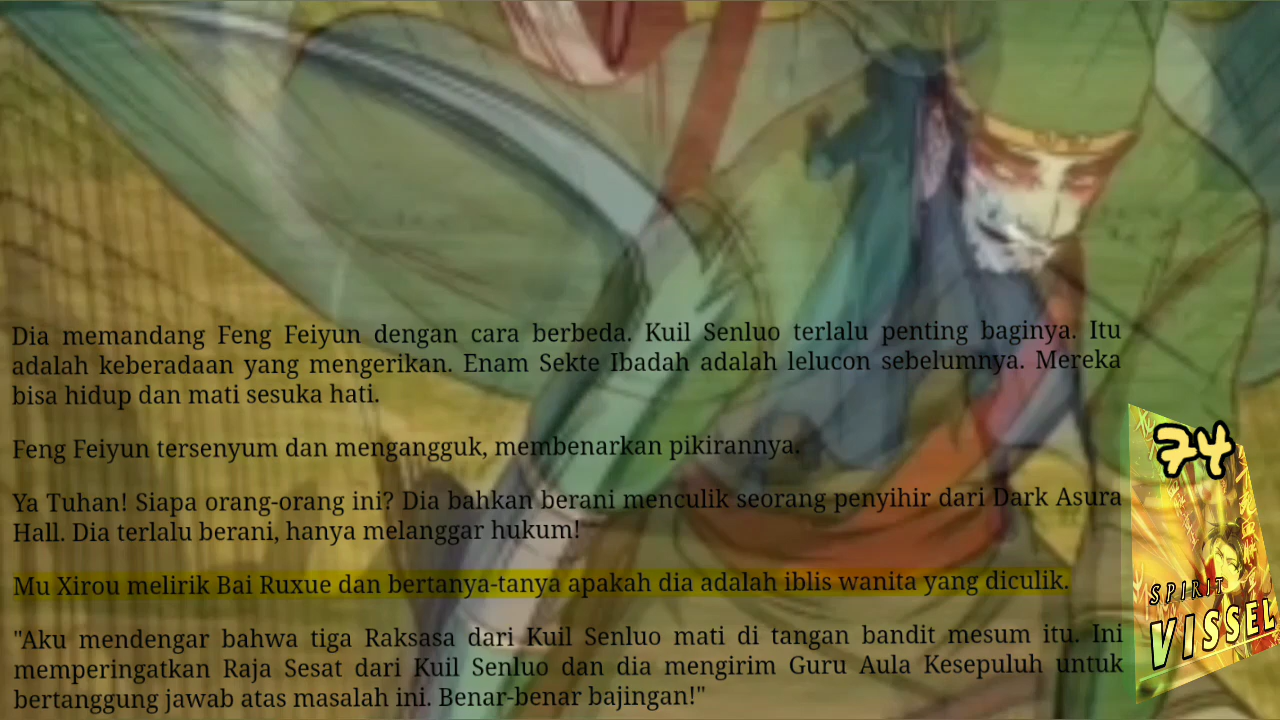 Dia memandang Feng Feiyun dengan cara berbeda. Kuil Senluo terlalu penting baginya. Itu
adalah keberadaan yang mengerikan. Enam Sekte Ibadah adalah lelucon sebelumnya. Mereka
bisa hidup dan mati sesuka hati.
Feng Feiyun tersenyum dan mengangguk, membenarkan pikirannya.
Ya Tuhan! Siapa orang-orang ini? Dia bahkan berani menculik seorang penyihir dari Dark Asura
Hall. Dia terlalu berani, hanya melanggar hukum!
Mu Xirou melirik Bai Ruxue dan bertanya-tanya apakah dia adalah iblis wanita yang diculik.
"Aku mendengar bahwa tiga Raksasa dari Kuil Senluo mati di tangan bandit mesum itu. Ini
memperingatkan Raja Sesat dari Kuil Senluo dan dia mengirim Guru Aula Kesepuluh untuk
bertanggung jawab atas masalah ini. Benar-benar bajingan!"
74
SPIRIT
VISSEL